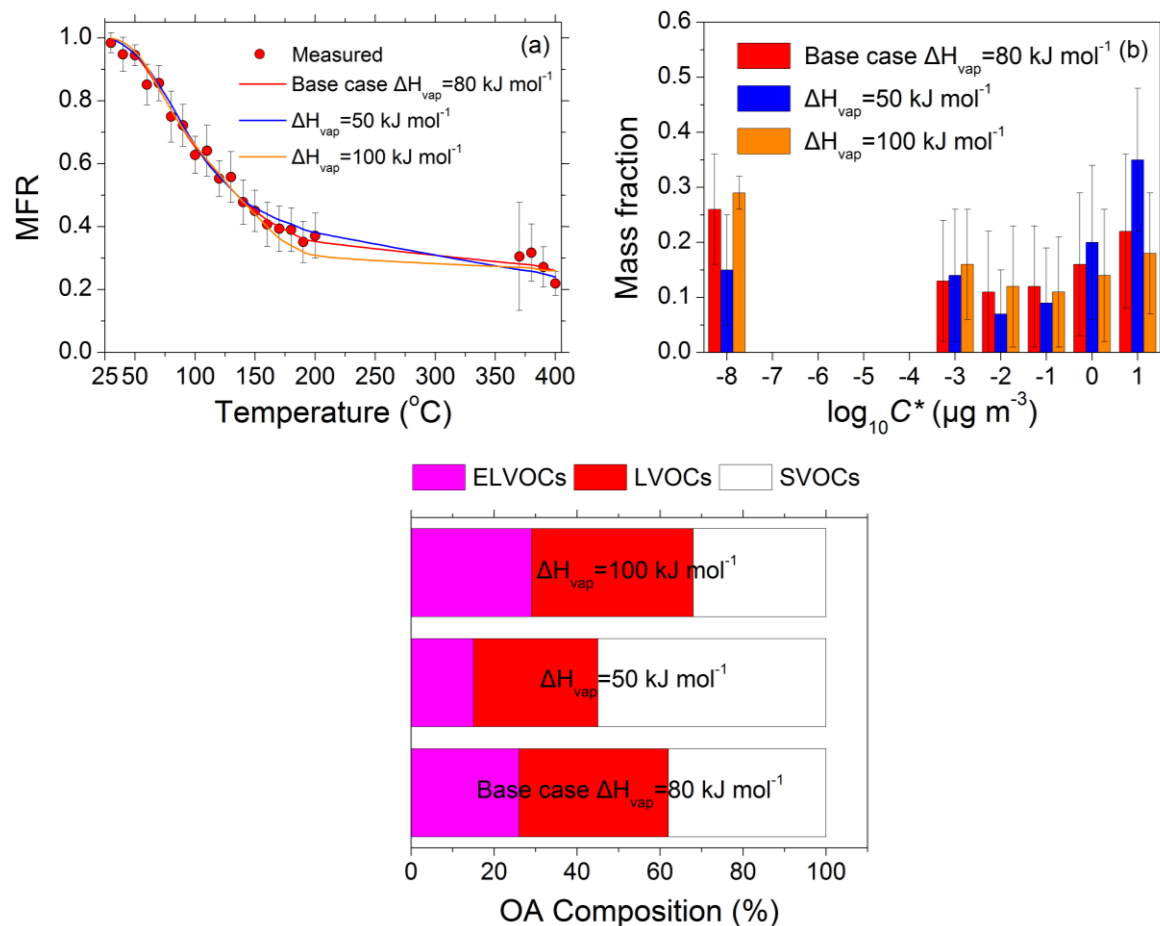 (a)
Measured
Base case ΔHvap=80 kJ mol-1
ΔHvap=50 kJ mol-1
ΔHvap=100 kJ mol-1
MFR
1.0
0.8
0.6
0.4
0.2
0.0
25 50 100 150 200 250 300 350 400
Temperature (oC)
(b)
Base case ΔHvap=80 kJ mol-1
ΔHvap=50 kJ mol-1
ΔHvap=100 kJ mol-1
Mass fraction
0.6
0.5
0.4
0.3
0.2
0.1
0.0
-8 -7 -6 -5 -4 -3 -2 -1 0 1
log10C* (µg m-3)
ELVOCs LVOCs SVOCs
ΔHvap=100 kJ mol-1
ΔHvap=50 kJ mol-1
Base case ΔHvap=80 kJ mol-1
0 20 40 60 80 100
OA Composition (%)